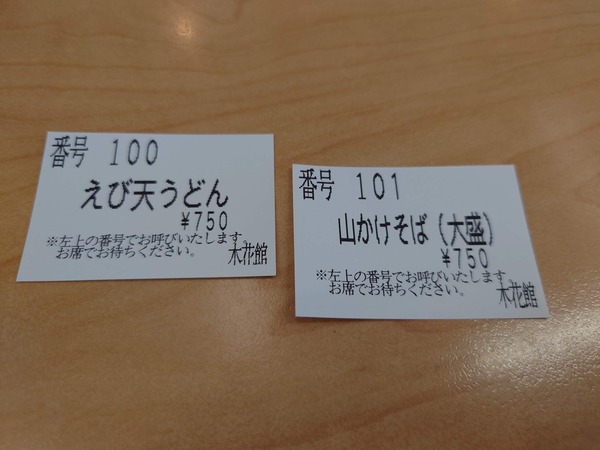 番号 100
えび天うどん
¥750
※左上の番号でお呼びいたします。
お席でお待ちください。
木花館
番号 101
山かけそば(大盛)
¥750
※左上の番号でお呼びいたします。
お席でお待ちください。
木花館